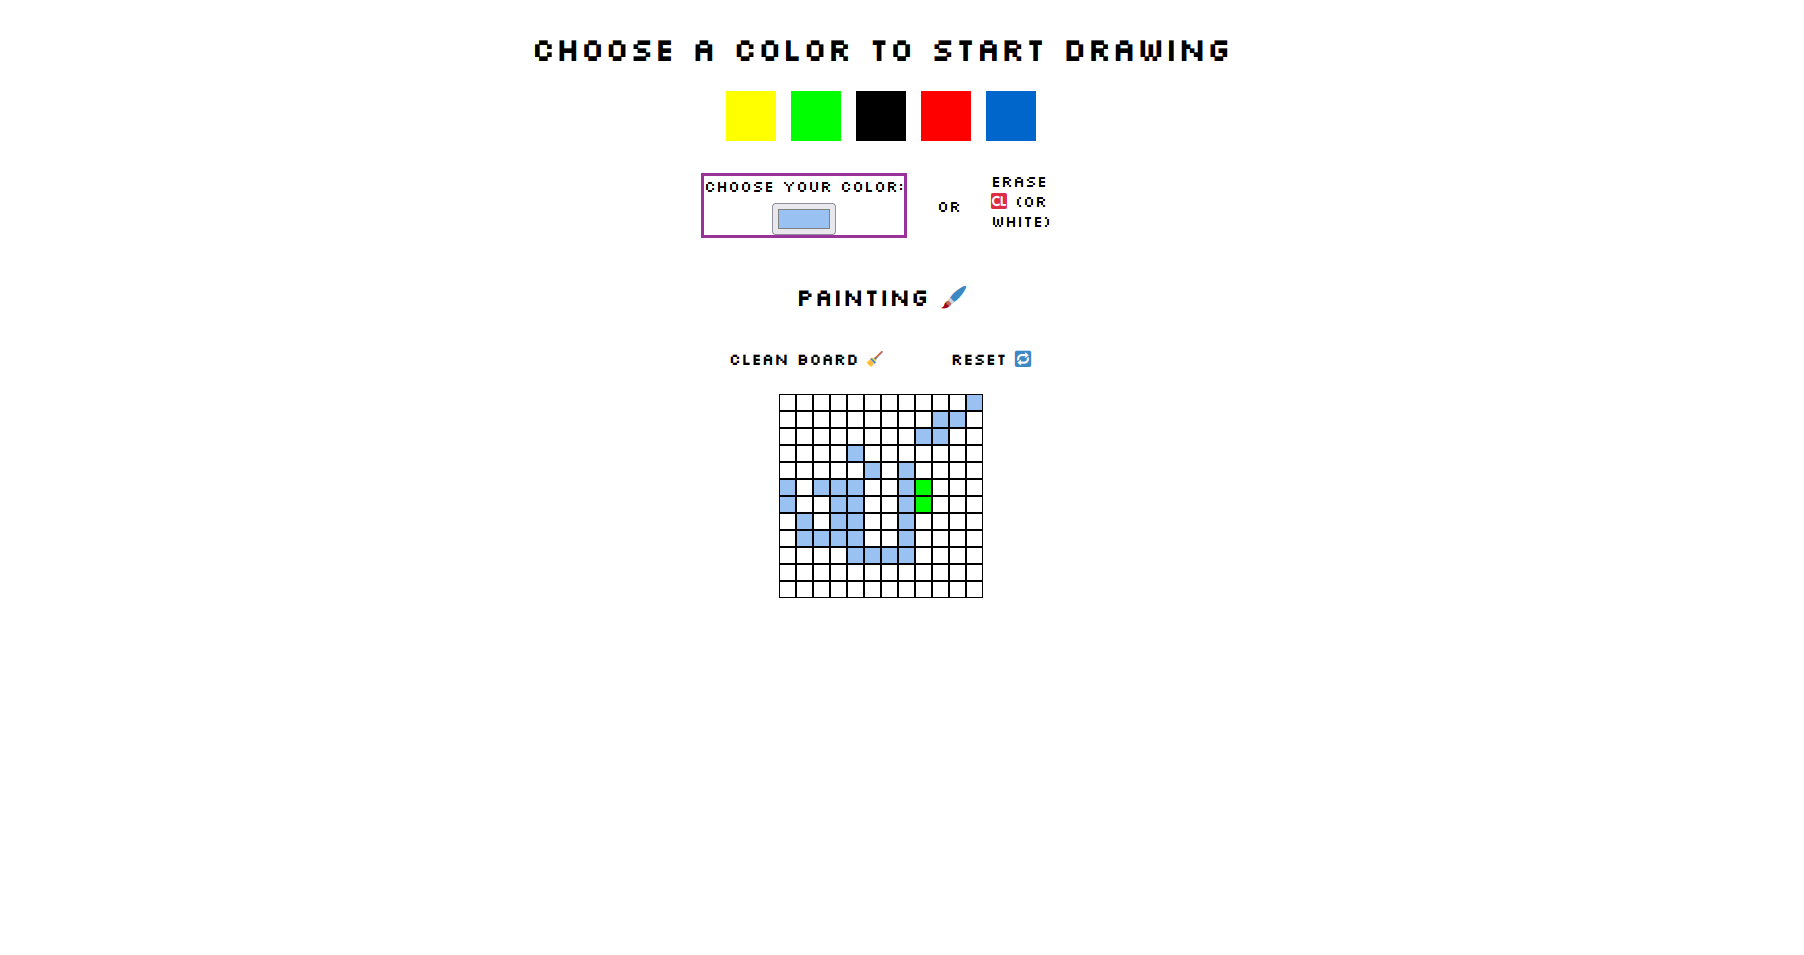 CHOOSE A COLOR TO START DRAWING
CHOOSE YOUR COLOR:
OR
ERASE
CL (OR
WHITE)
PAINTING
CLEAN BOARD
RESET